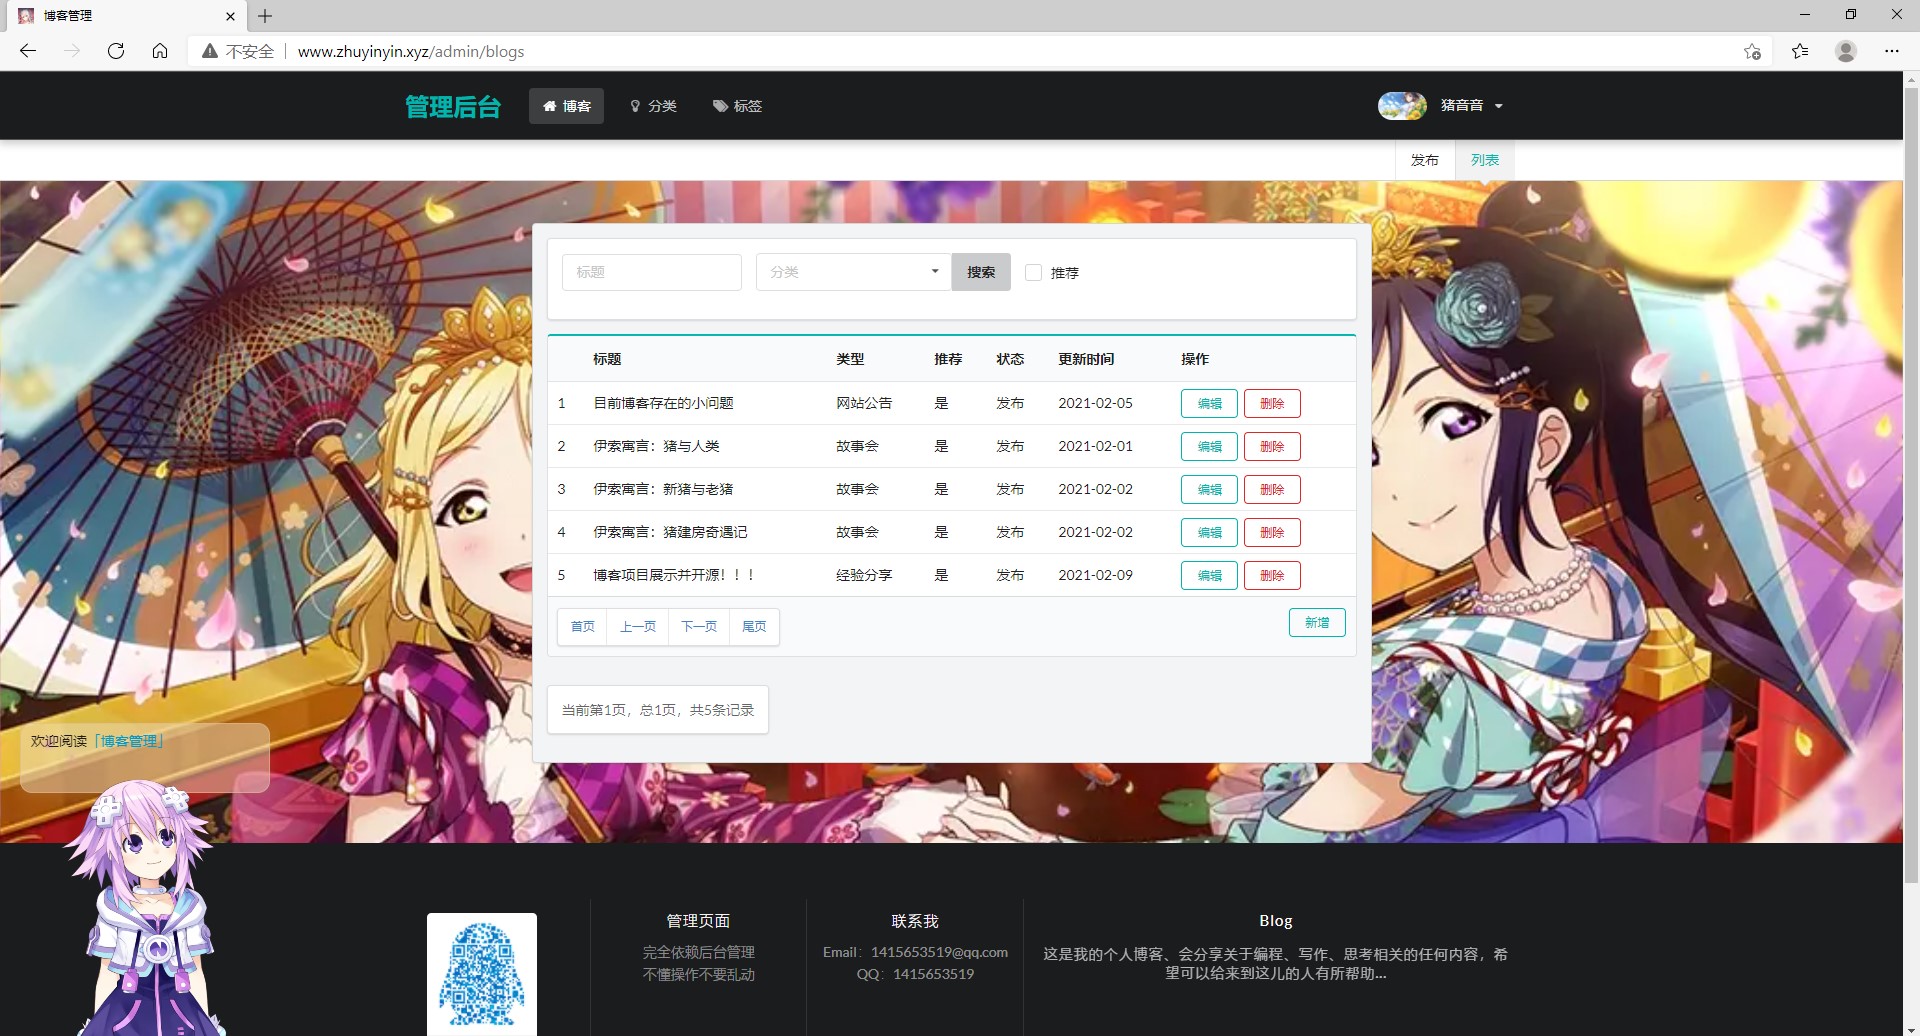 博客管理
不安全 www.zhuyinyin.xyz/admin/blogs
管理后台 博客 分类 标签 猪音音
发布 列表
标题 分类 搜索 推荐
标题 类型 推荐 状态 更新时间 操作
1 目前博客存在的小问题 网站公告 是 发布 2021-02-05 编辑 删除
2 伊索寓言：猪与人类 故事会 是 发布 2021-02-01 编辑 删除
3 伊索寓言：新猪与老猪 故事会 是 发布 2021-02-02 编辑 删除
4 伊索寓言：猪建房奇遇记 故事会 是 发布 2021-02-02 编辑 删除
5 博客项目展示并开源！！！ 经验分享 是 发布 2021-02-09 编辑 删除
首页 上一页 下一页 尾页 新增
当前第1页，总1页，共5条记录
欢迎阅读「博客管理」
管理页面
完全依赖后台管理
不懂操作不要乱动
联系我
Email：1415653519@qq.com
QQ：1415653519
Blog
这是我的个人博客、会分享关于编程、写作、思考相关的任何内容，希
望可以给来到这儿的人有所帮助...